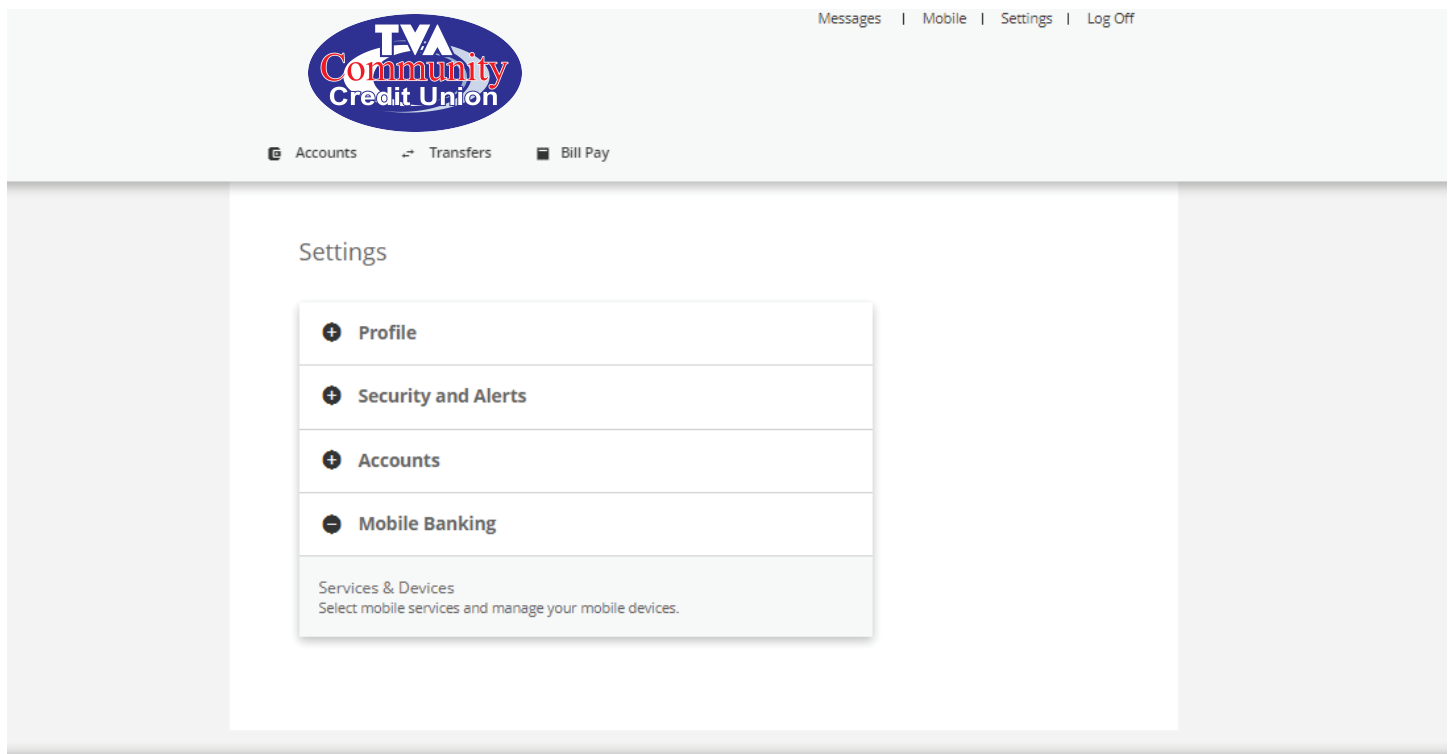 Messages | Mobile | Settings | Log Off
TVA
Community
Credit Union
Accounts Transfers Bill Pay
Settings
Profile
Security and Alerts
Accounts
Mobile Banking
Services & Devices
Select mobile services and manage your mobile devices.